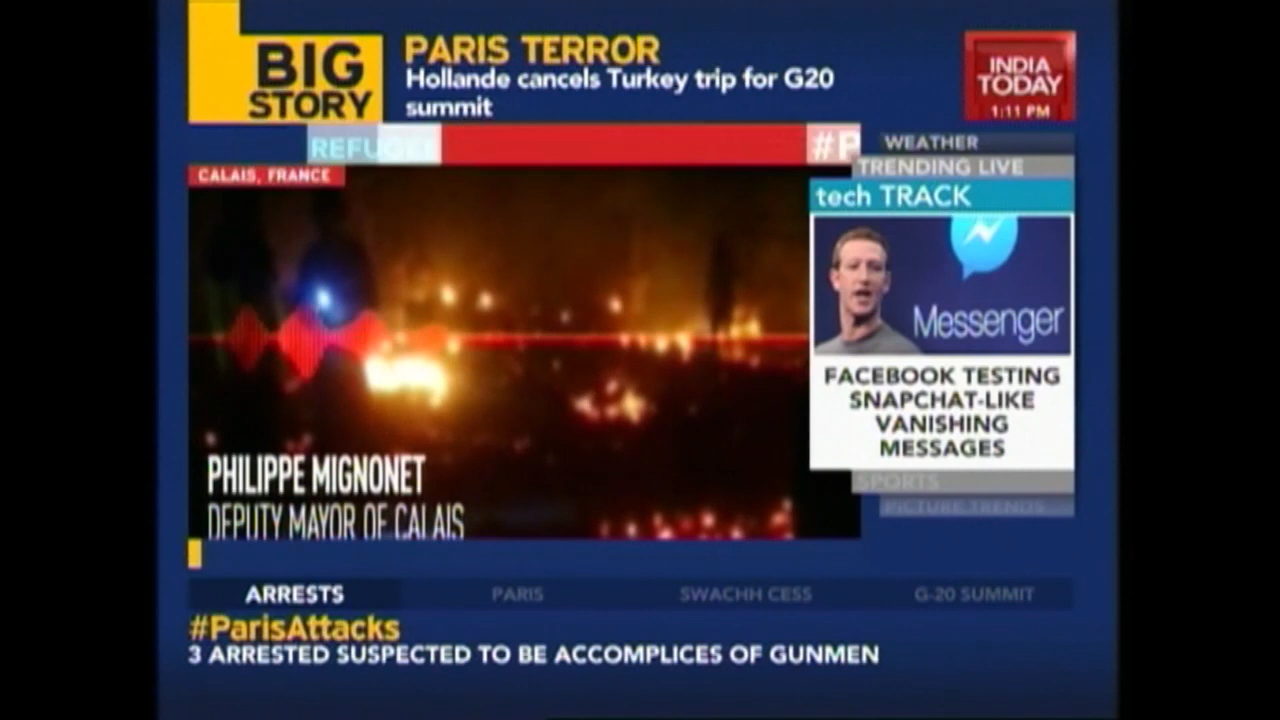 BIG
STORY
PARIS TERROR
Hollande cancels Turkey trip for G20
summit
INDIA
TODAY
1:11 PM
#P
WEATHER
TRENDING LIVE
CALAIS, FRANCE
tech TRACK
Messenger
FACEBOOK TESTING
SNAPCHAT-LIKE
VANISHING
MESSAGES
SPORTS
PICTURE TRENDS
PHILIPPE MIGNONET
DEPUTY MAYOR OF CALAIS
ARRESTS PARIS SWACHH CESS G-20 SUMMIT
#ParisAttacks
3 ARRESTED SUSPECTED TO BE ACCOMPLICES OF GUNMEN